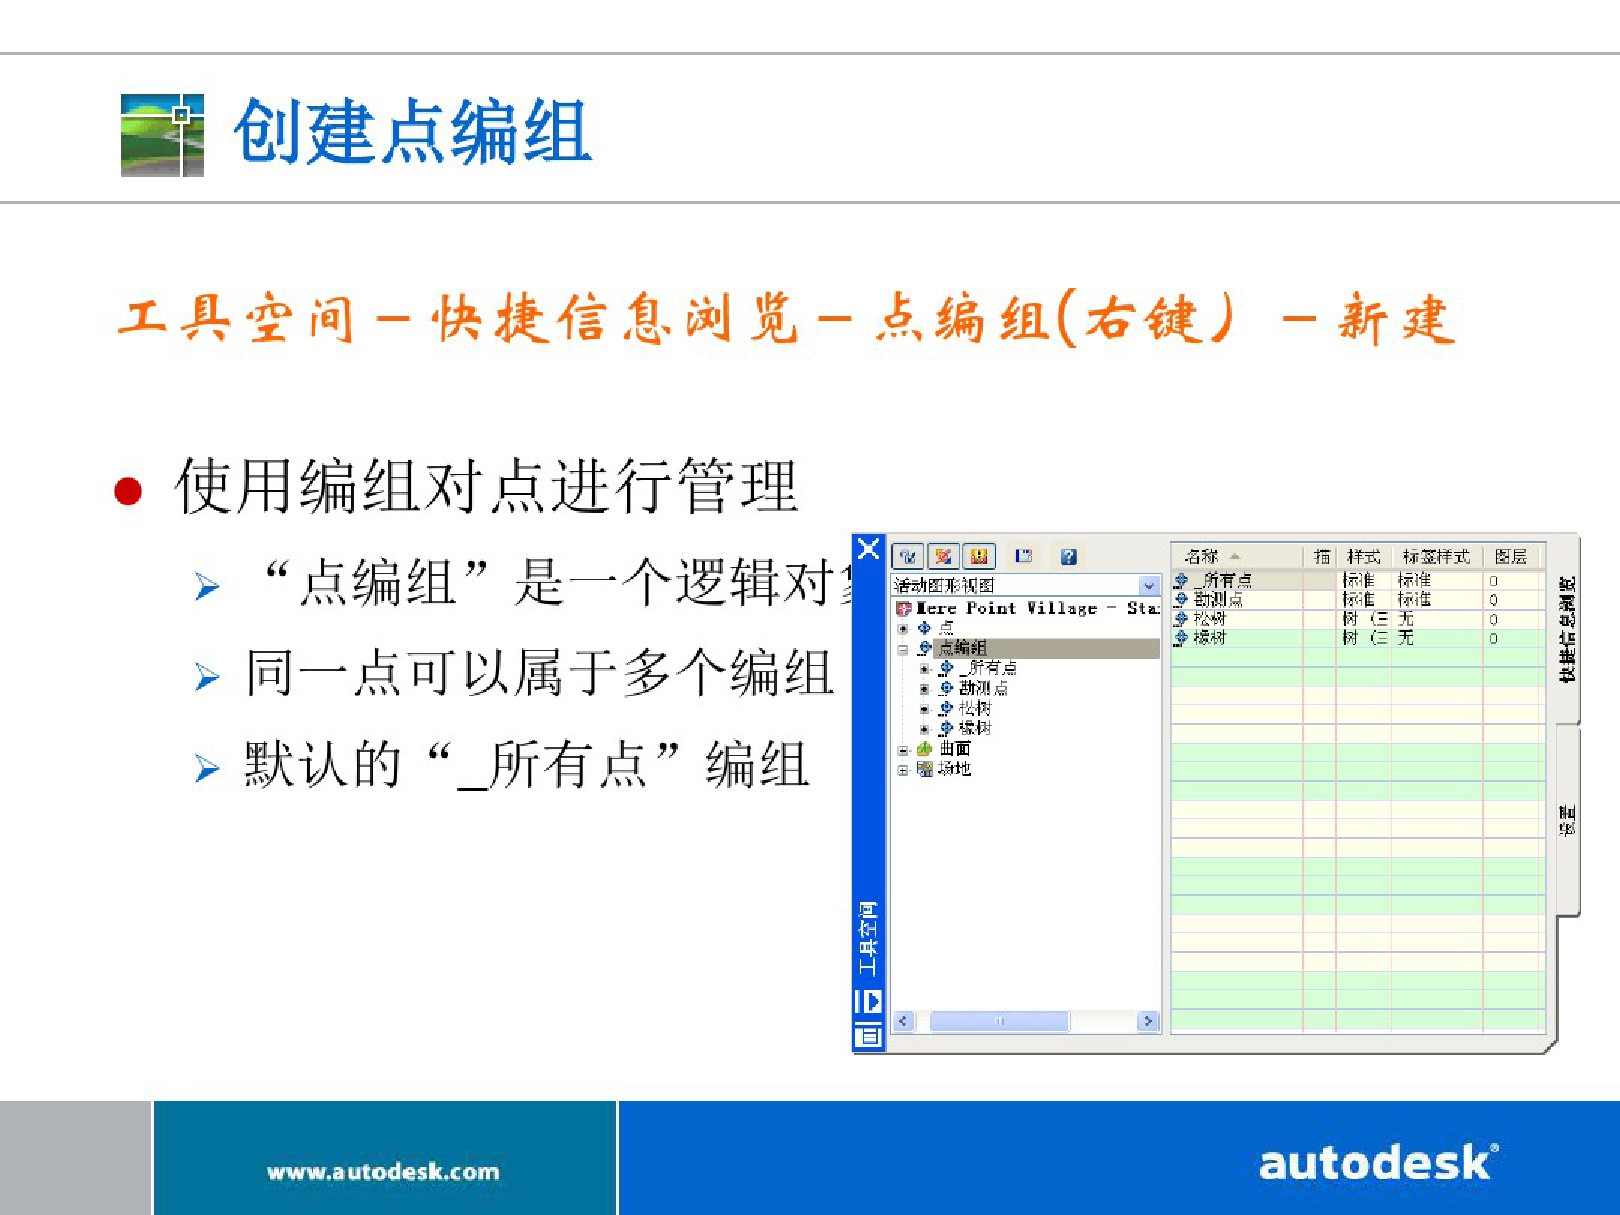 创建点编组
工具空间－快捷信息浏览－点编组(右键）－新建
使用编组对点进行管理
“点编组”是一个逻辑对
同一点可以属于多个编组
默认的“_所有点”编组
活动图形视图
Mere Point Village - Sta
点
点编组
_所有点
勘测点
松树
橡树
曲面
场地
名称 描 样式 标签样式 图层
_所有点 标准 标准 0
勘测点 标准 标准 0
松树 树（三 无 0
橡树 树（三 无 0
快捷信息浏览
设置
工具空间
www.autodesk.com
autodesk®